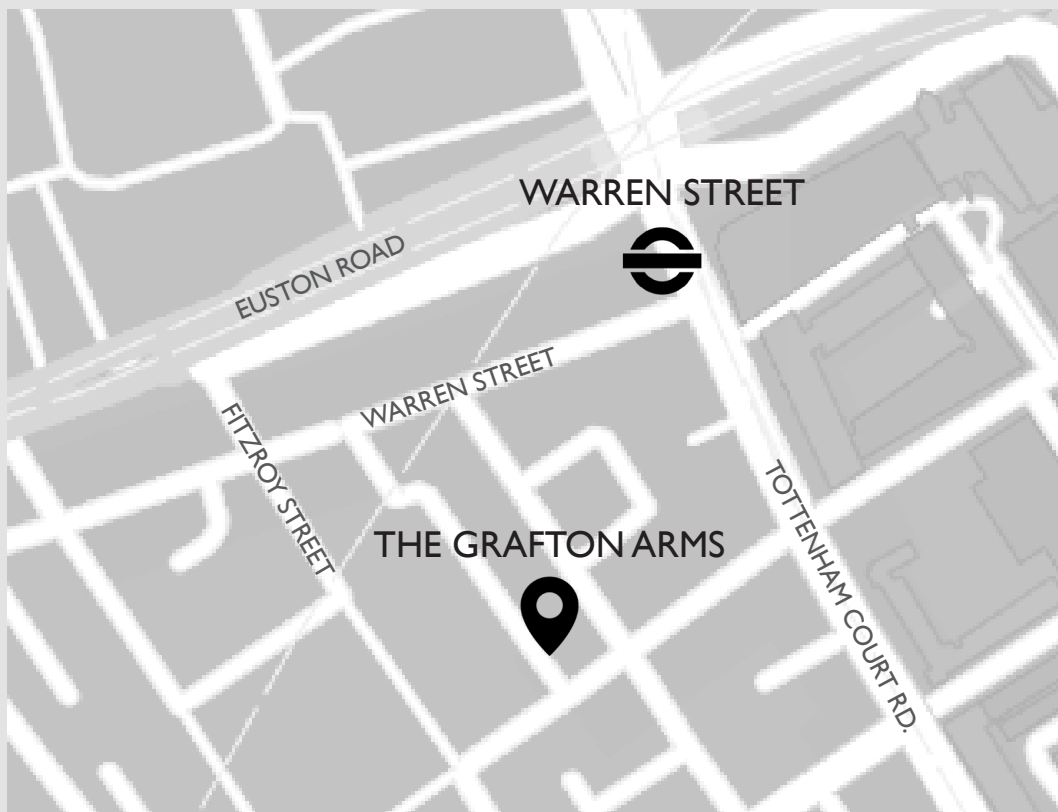 WARREN STREET
EUSTON ROAD
WARREN STREET
FITZROY STREET
THE GRAFTON ARMS
TOTTENHAM COURT RD.